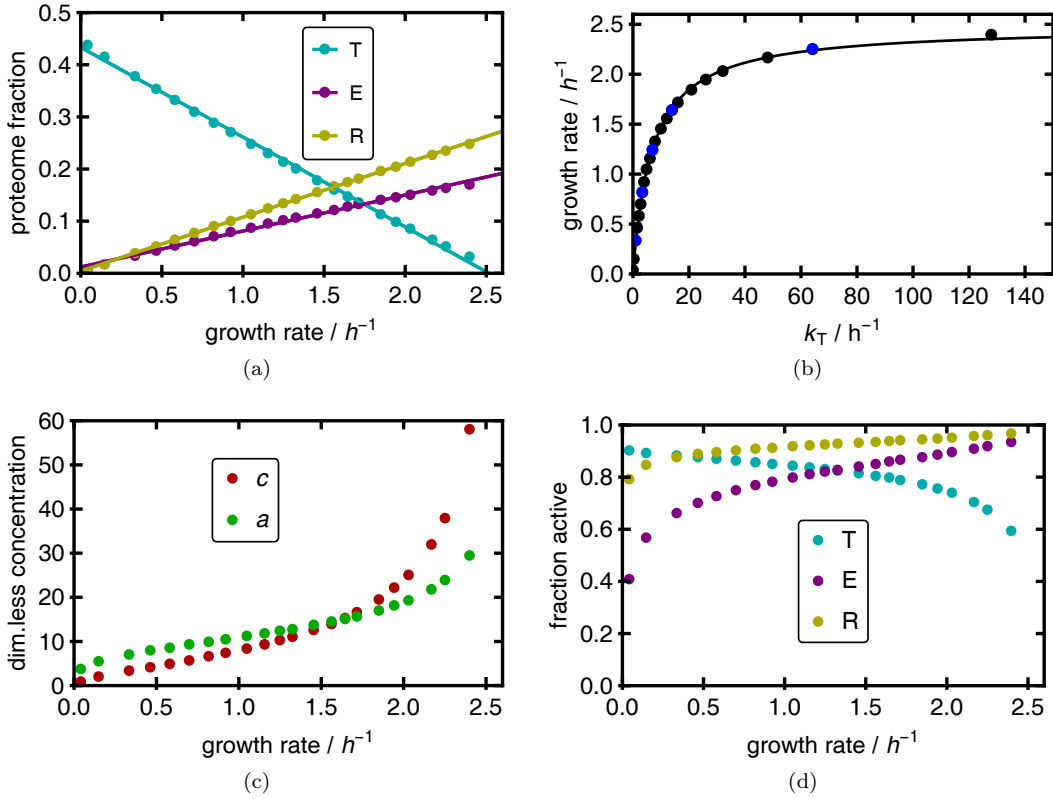 proteome fraction
0.5
0.4
0.3
0.2
0.1
0.0
T
E
R
0.0 0.5 1.0 1.5 2.0 2.5
growth rate / h⁻¹
(a)
growth rate / h⁻¹
2.5
2.0
1.5
1.0
0.5
0.0
0 20 40 60 80 100 120 140
k_T / h⁻¹
(b)
dim.less concentration
60
50
40
30
20
10
0
c
a
0.0 0.5 1.0 1.5 2.0 2.5
growth rate / h⁻¹
(c)
fraction active
1.0
0.8
0.6
0.4
0.2
0.0
T
E
R
0.0 0.5 1.0 1.5 2.0 2.5
growth rate / h⁻¹
(d)